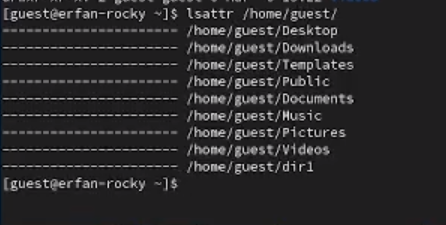 [guest@erfan-rocky ~]$ lsattr /home/guest/
---------------------- /home/guest/Desktop
---------------------- /home/guest/Downloads
---------------------- /home/guest/Templates
---------------------- /home/guest/Public
---------------------- /home/guest/Documents
---------------------- /home/guest/Music
---------------------- /home/guest/Pictures
---------------------- /home/guest/Videos
---------------------- /home/guest/dir1
[guest@erfan-rocky ~]$